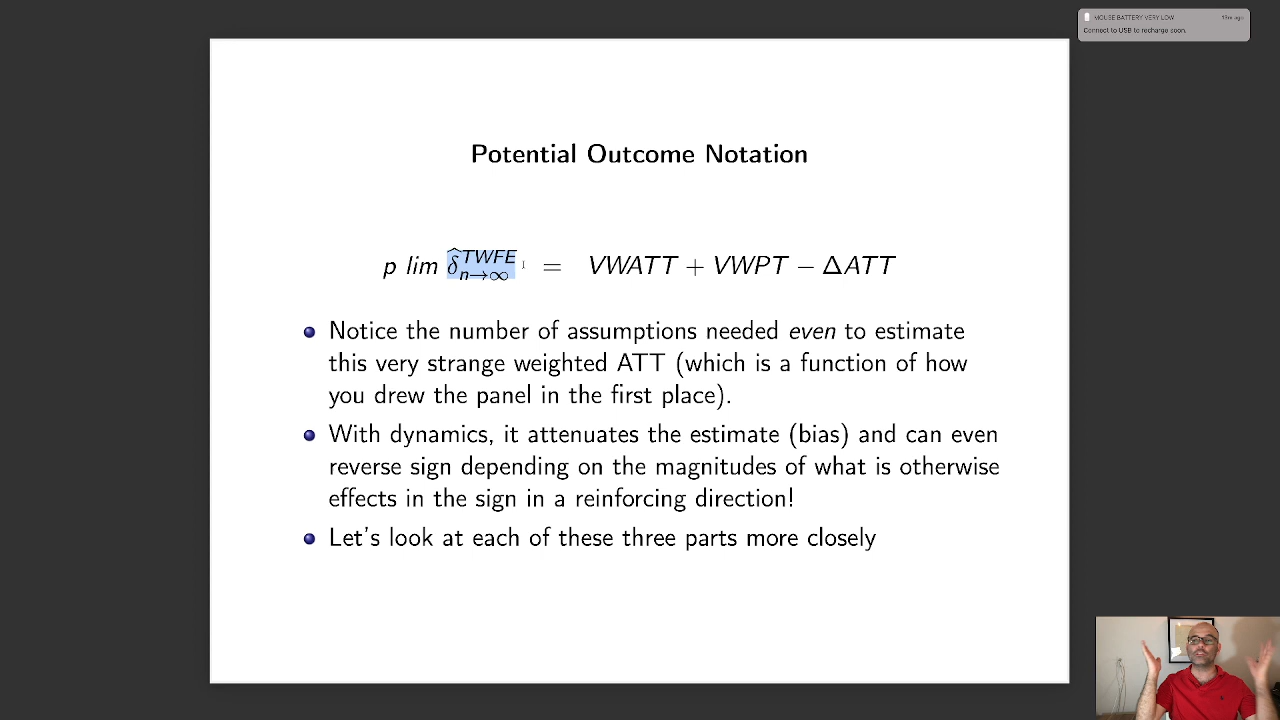 MOUSE BATTERY VERY LOW
13m ago
Connect to USB to recharge soon.
Potential Outcome Notation
p lim δ̂^{TWFE}_{n→∞} = VWATT + VWPT − ΔATT
Notice the number of assumptions needed even to estimate
this very strange weighted ATT (which is a function of how
you drew the panel in the first place).
With dynamics, it attenuates the estimate (bias) and can even
reverse sign depending on the magnitudes of what is otherwise
effects in the sign in a reinforcing direction!
Let's look at each of these three parts more closely